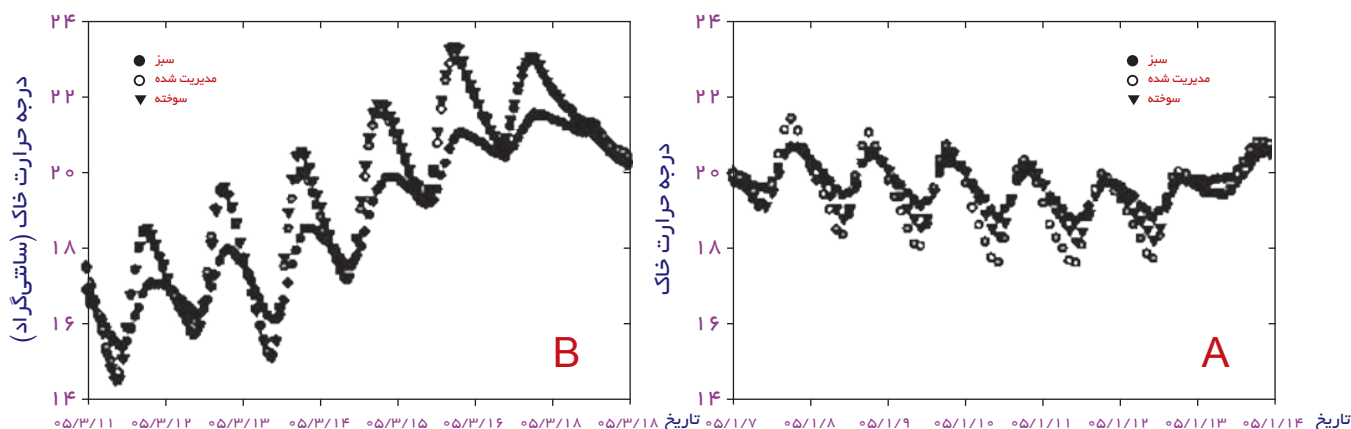 درجه حرارت خاک (سانتی‌گراد)
۲۴
۲۲
۲۰
۱۸
۱۶
۱۴
سبز
مدیریت شده
سوخته
B
۰۵/۳/۱۱ ۰۵/۳/۱۲ ۰۵/۳/۱۳ ۰۵/۳/۱۴ ۰۵/۳/۱۵ ۰۵/۳/۱۶ ۰۵/۳/۱۸ ۰۵/۳/۱۸ تاریخ
درجه حرارت خاک
۲۴
۲۲
۲۰
۱۸
۱۶
۱۴
سبز
مدیریت شده
سوخته
A
۰۵/۱/۷ ۰۵/۱/۸ ۰۵/۱/۹ ۰۵/۱/۱۰ ۰۵/۱/۱۱ ۰۵/۱/۱۲ ۰۵/۱/۱۳ ۰۵/۱/۱۴ تاریخ